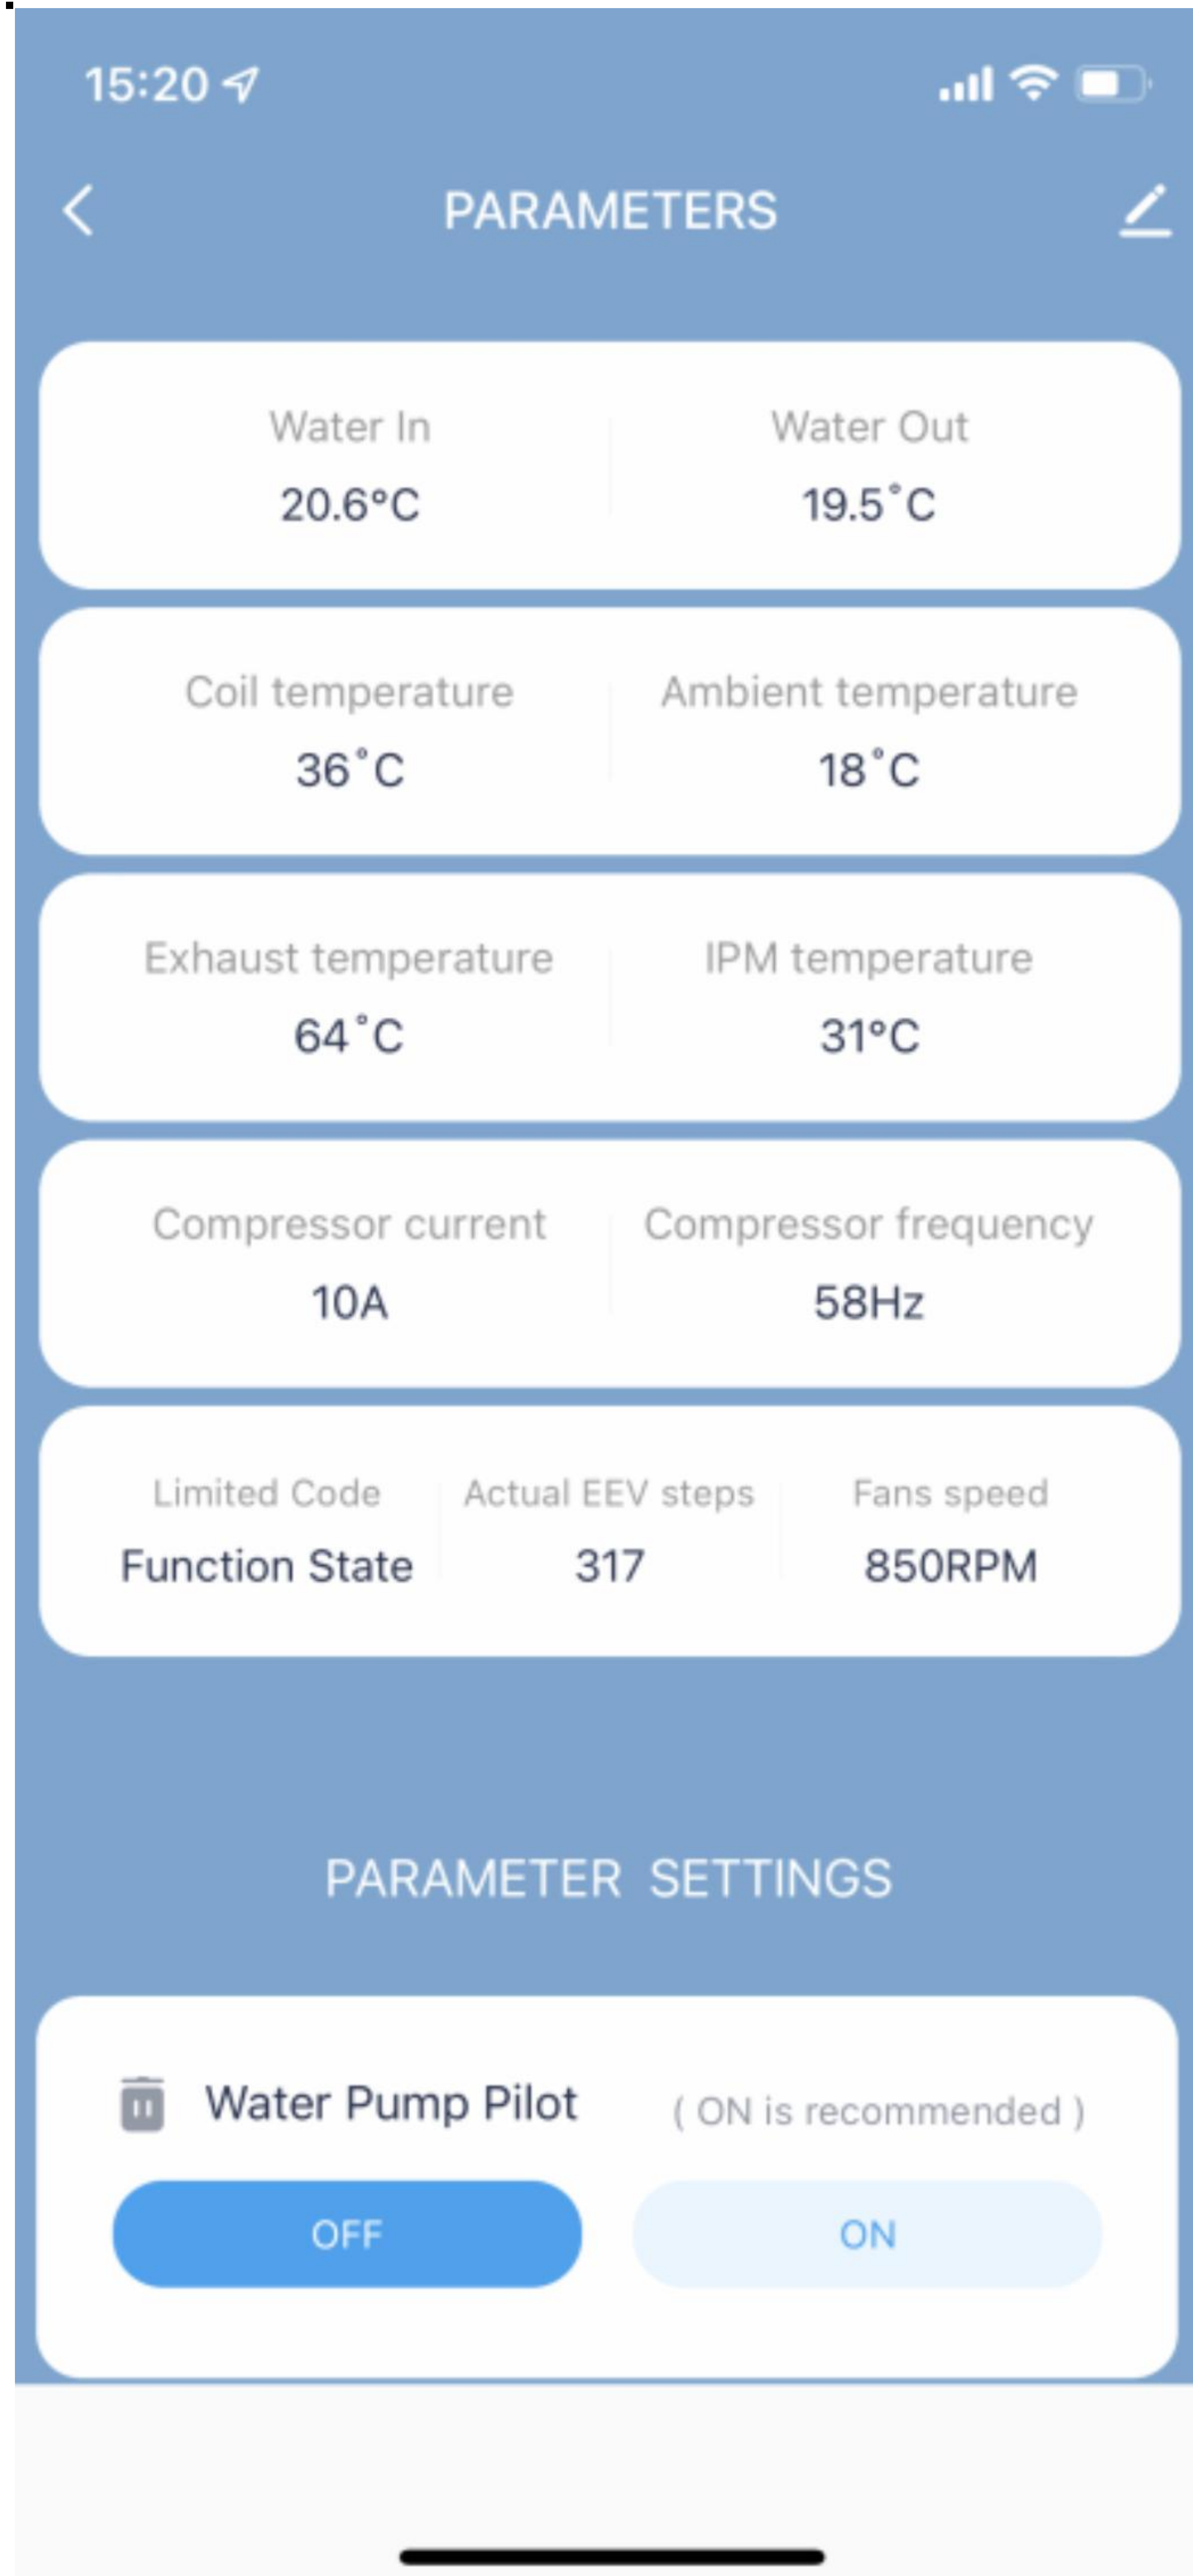 15:20
PARAMETERS
Water In Water Out
20.6°C 19.5°C
Coil temperature Ambient temperature
36°C 18°C
Exhaust temperature IPM temperature
64°C 31°C
Compressor current Compressor frequency
10A 58Hz
Limited Code Actual EEV steps Fans speed
Function State 317 850RPM
PARAMETER SETTINGS
Water Pump Pilot ( ON is recommended )
OFF ON